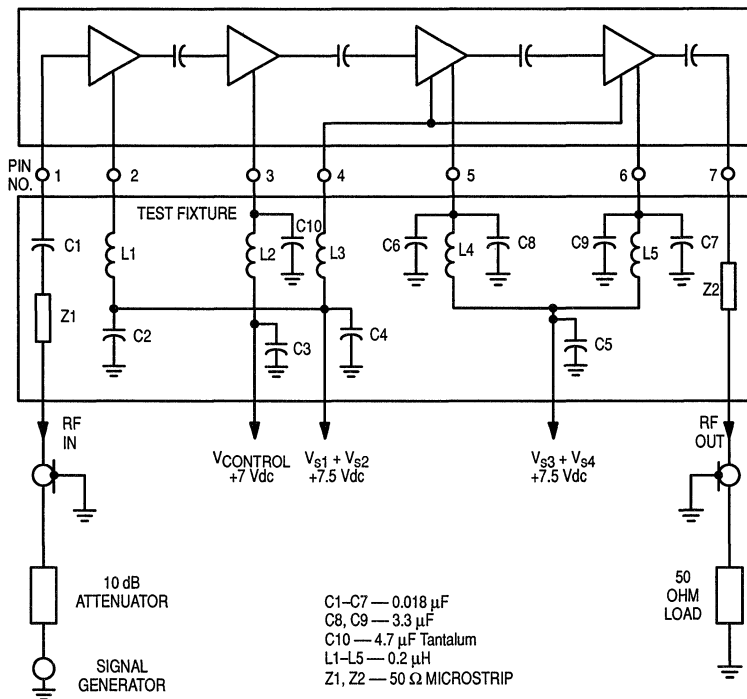 PIN
NO.
1
2
3
4
5
6
7
TEST FIXTURE
C1
L1
L2
C10
L3
C6
L4
C8
C9
L5
C7
Z1
C2
C3
C4
C5
Z2
RF
IN
VCONTROL
+7 Vdc
Vs1 + Vs2
+7.5 Vdc
Vs3 + Vs4
+7.5 Vdc
RF
OUT
10 dB
ATTENUATOR
SIGNAL
GENERATOR
C1–C7 — 0.018 µF
C8, C9 — 3.3 µF
C10 — 4.7 µF Tantalum
L1–L5 — 0.2 µH
Z1, Z2 — 50 Ω MICROSTRIP
50
OHM
LOAD